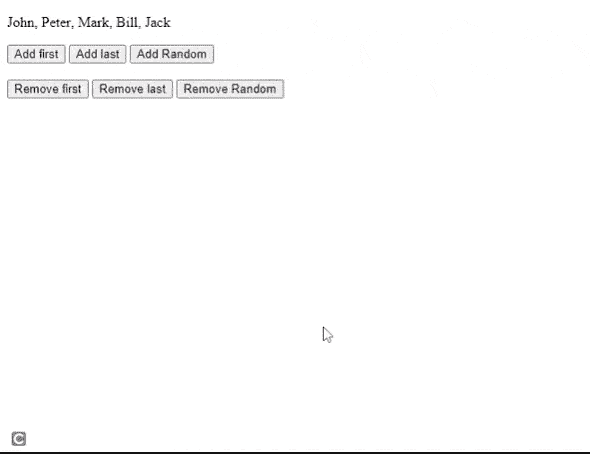 John, Peter, Mark, Bill, Jack
Add first Add last Add Random
Remove first Remove last Remove Random